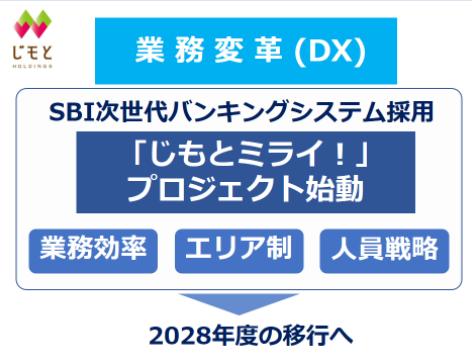 じもと
HOLDINGS
業務変革(DX)
SBI次世代バンキングシステム採用
「じもとミライ！」
プロジェクト始動
業務効率
エリア制
人員戦略
2028年度の移行へ